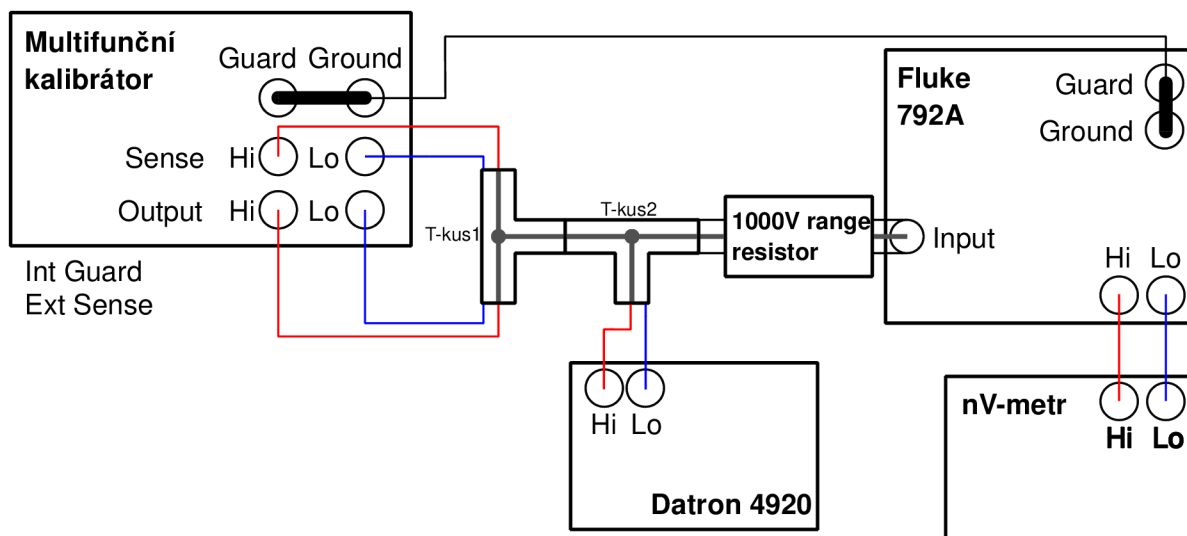 Multifunční
kalibrátor
Guard Ground
Sense Hi Lo
Output Hi Lo
Int Guard
Ext Sense
T-kus1
T-kus2
1000V range
resistor
Input
Fluke
792A
Guard
Ground
Hi Lo
Hi Lo
Datron 4920
nV-metr
Hi Lo